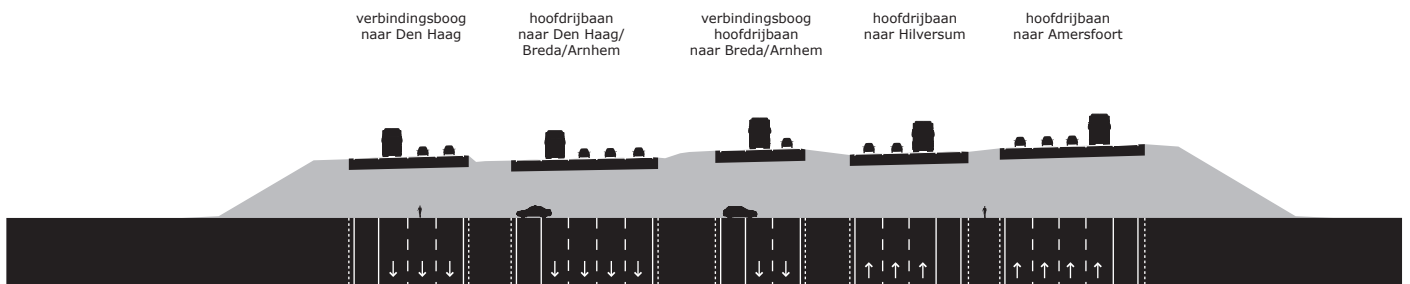 verbindingsboog
naar Den Haag
hoofdrijbaan
naar Den Haag/
Breda/Arnhem
verbindingsboog
hoofdrijbaan
naar Breda/Arnhem
hoofdrijbaan
naar Hilversum
hoofdrijbaan
naar Amersfoort